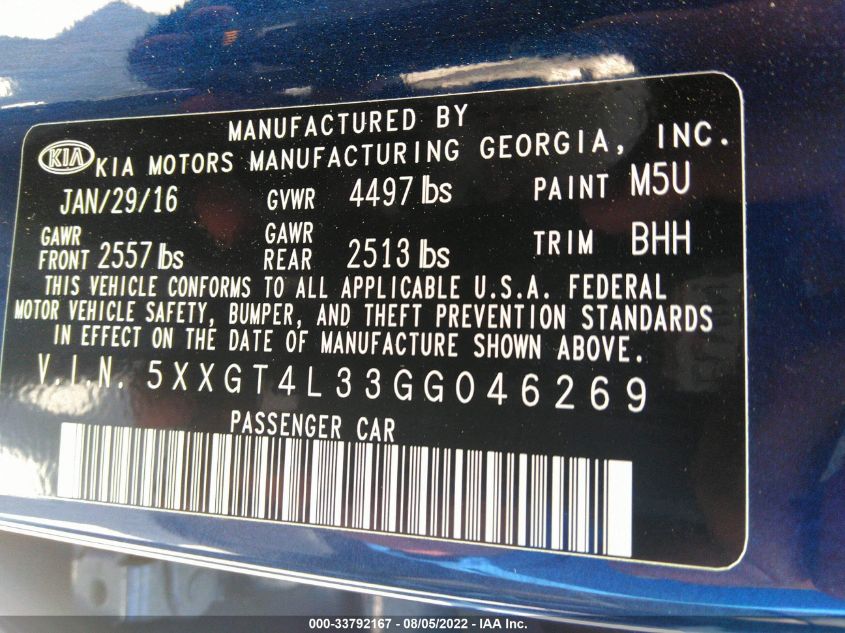 MANUFACTURED BY
KIA KIA MOTORS MANUFACTURING GEORGIA, INC.
JAN/29/16 GVWR 4497 lbs PAINT M5U
GAWR FRONT 2557 lbs GAWR REAR 2513 lbs TRIM BHH
THIS VEHICLE CONFORMS TO ALL APPLICABLE U.S.A. FEDERAL
MOTOR VEHICLE SAFETY, BUMPER, AND THEFT PREVENTION STANDARDS
IN EFFECT ON THE DATE OF MANUFACTURE SHOWN ABOVE.
V.I.N. 5XXGT4L33GG046269
PASSENGER CAR
000-33792167 - 08/05/2022 - IAA Inc.